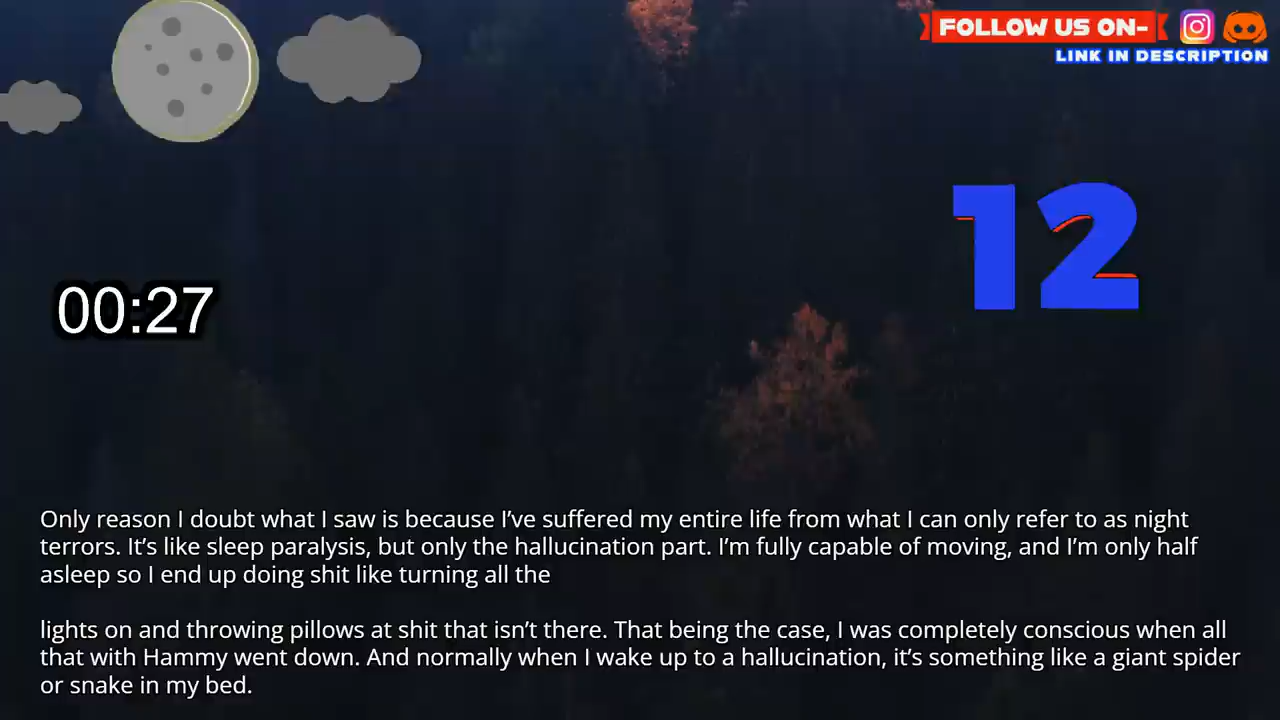 FOLLOW US ON-
LINK IN DESCRIPTION
12
00:27
Only reason I doubt what I saw is because I’ve suffered my entire life from what I can only refer to as night
terrors. It’s like sleep paralysis, but only the hallucination part. I’m fully capable of moving, and I’m only half
asleep so I end up doing shit like turning all the
lights on and throwing pillows at shit that isn’t there. That being the case, I was completely conscious when all
that with Hammy went down. And normally when I wake up to a hallucination, it’s something like a giant spider
or snake in my bed.